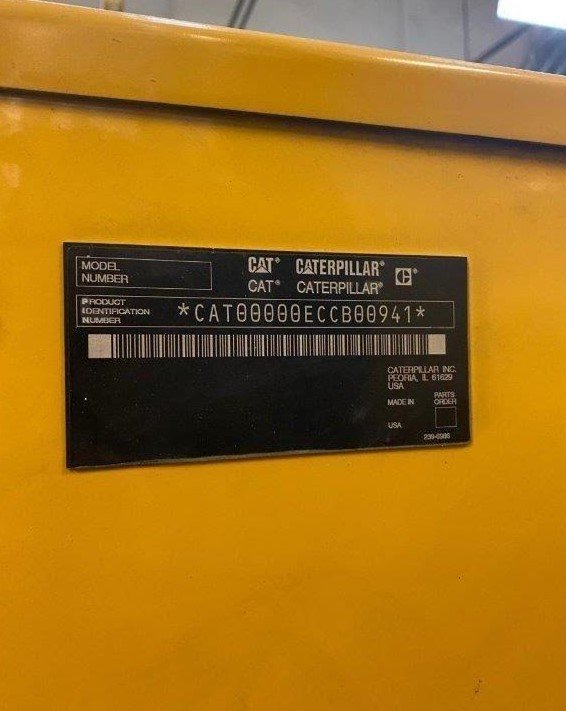 MODEL
NUMBER
CAT® CATERPILLAR®
CAT® CATERPILLAR®
PRODUCT
IDENTIFICATION
NUMBER
*CAT00000ECCB00941*
CATERPILLAR INC.
PEORIA, IL 61629
USA
MADE IN
PARTS
ORDER
USA
239-6986